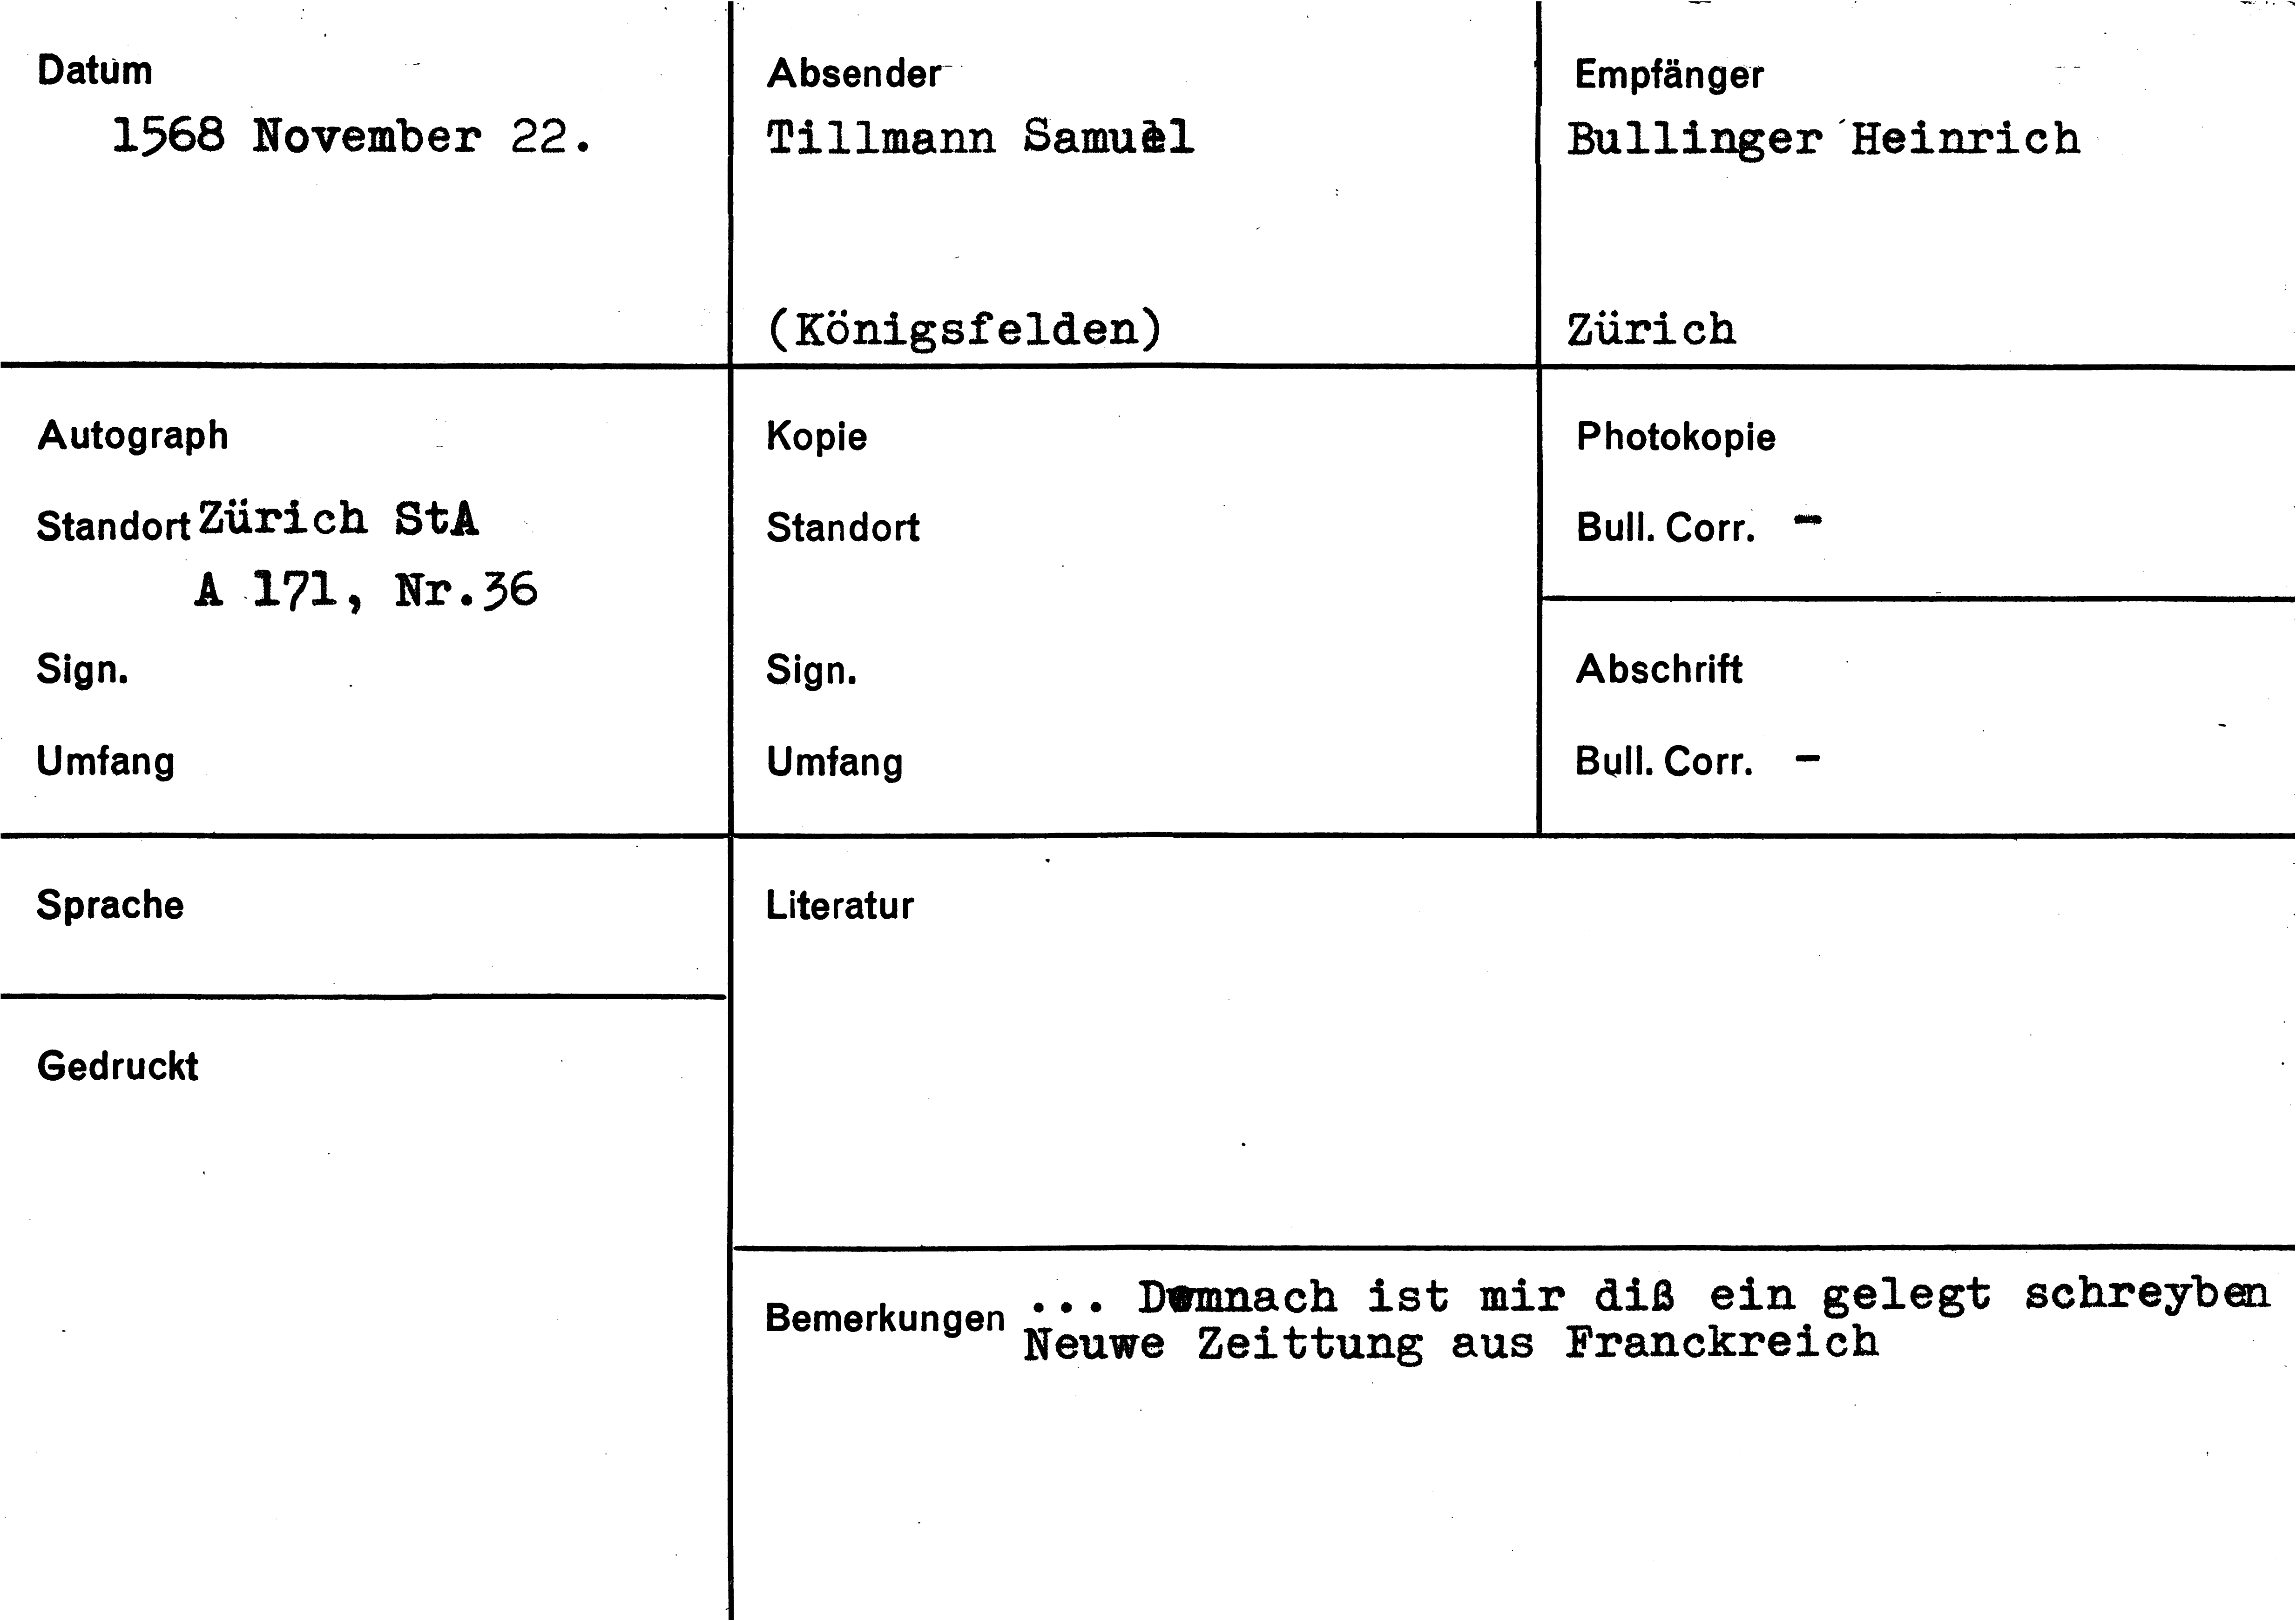 Datum
1568 November 22.
Absender
Tillmann Samuel
(Königsfelden)
Empfänger
Bullinger Heinrich
Zürich
Autograph
Standort Zürich StA
A 171, Nr.36
Sign.
Umfang
Kopie
Standort
Sign.
Umfang
Photokopie
Bull. Corr. -
Abschrift
Bull. Corr. -
Sprache
Gedruckt
Literatur
Bemerkungen ... Demnach ist mir diß ein gelegt schreyben
Neuwe Zeittung aus Franckreich